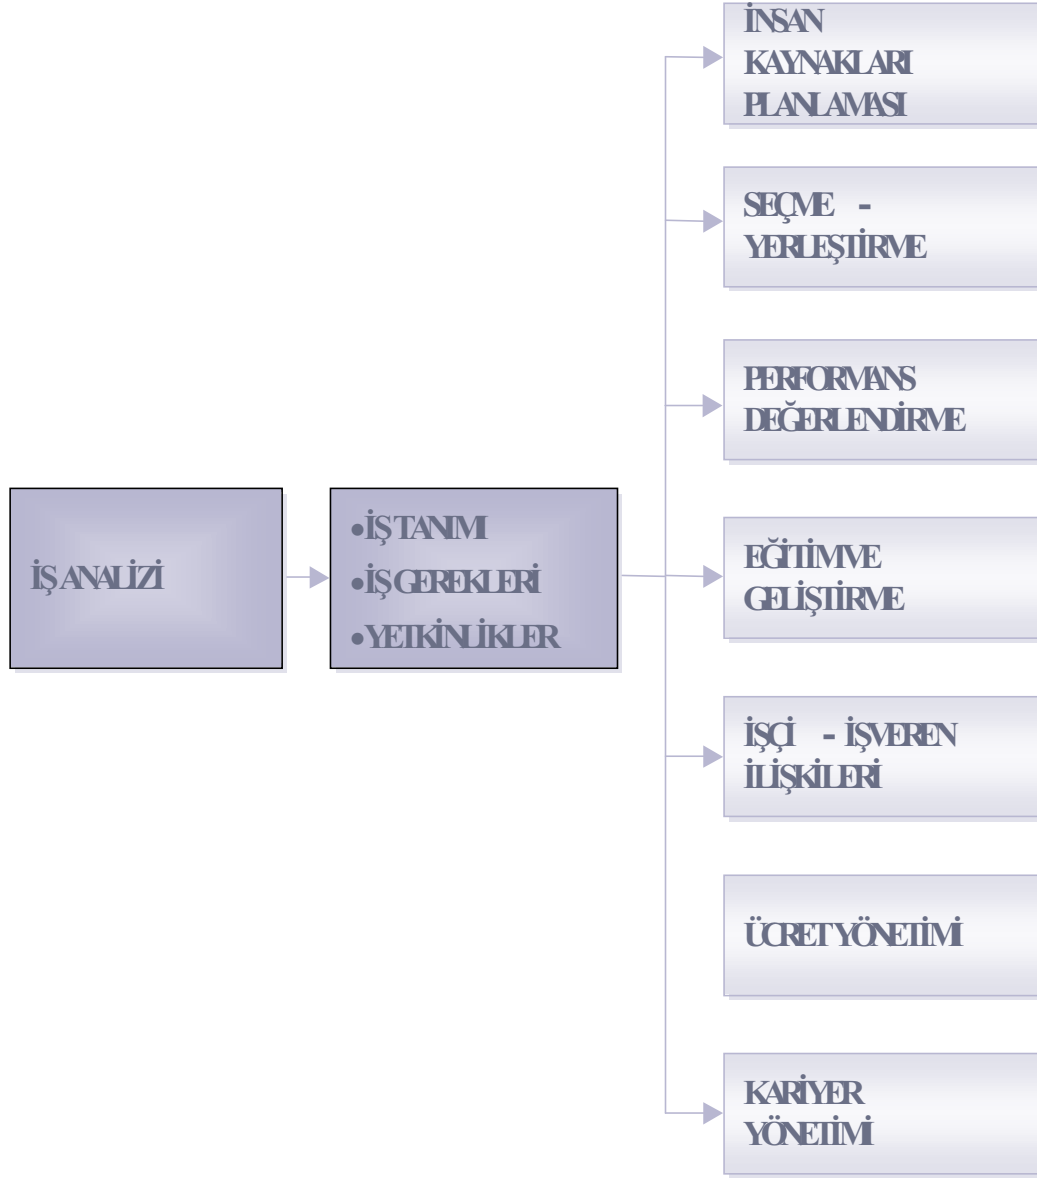 İŞ ANALİZİ
•İŞ TANIMI
•İŞ GEREKLERİ
•YETKİNLİKLER
İNSAN
KAYNAKLARI
PLANLAMASI
SEÇME -
YERLEŞTİRME
PERFORMANS
DEĞERLENDİRME
EĞİTİM VE
GELİŞTİRME
İŞÇİ - İŞVEREN
İLİŞKİLERİ
ÜCRET YÖNETİMİ
KARİYER
YÖNETİMİ